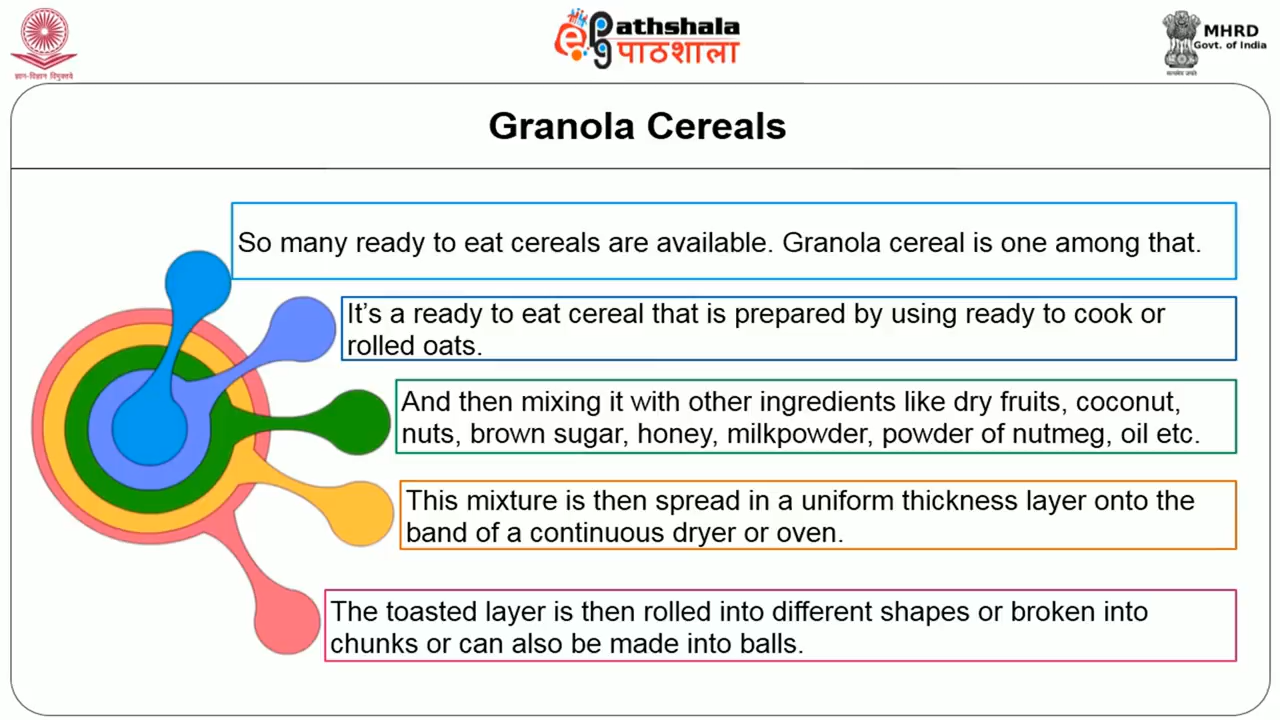 ज्ञान-विज्ञान विमुक्तये
ePathshala
पाठशाला
MHRD
Govt. of India
सत्यमेव जयते
Granola Cereals
So many ready to eat cereals are available. Granola cereal is one among that.
It’s a ready to eat cereal that is prepared by using ready to cook or
rolled oats.
And then mixing it with other ingredients like dry fruits, coconut,
nuts, brown sugar, honey, milkpowder, powder of nutmeg, oil etc.
This mixture is then spread in a uniform thickness layer onto the
band of a continuous dryer or oven.
The toasted layer is then rolled into different shapes or broken into
chunks or can also be made into balls.